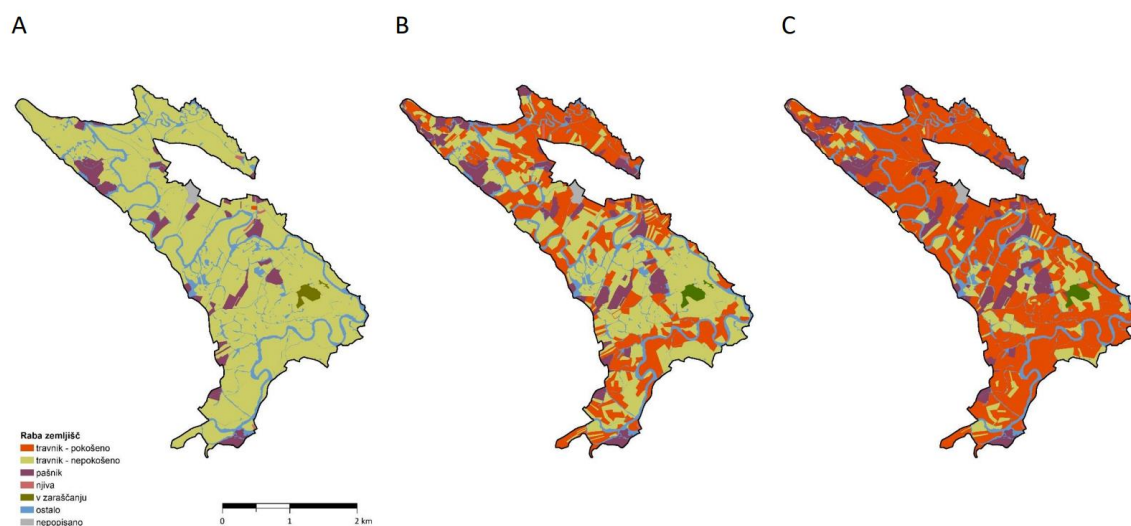 A B C
Raba zemljišč
travnik - pokošeno
travnik - nepokošeno
pašnik
njiva
v zaraščanju
ostalo
nepopisano
0 1 2 km